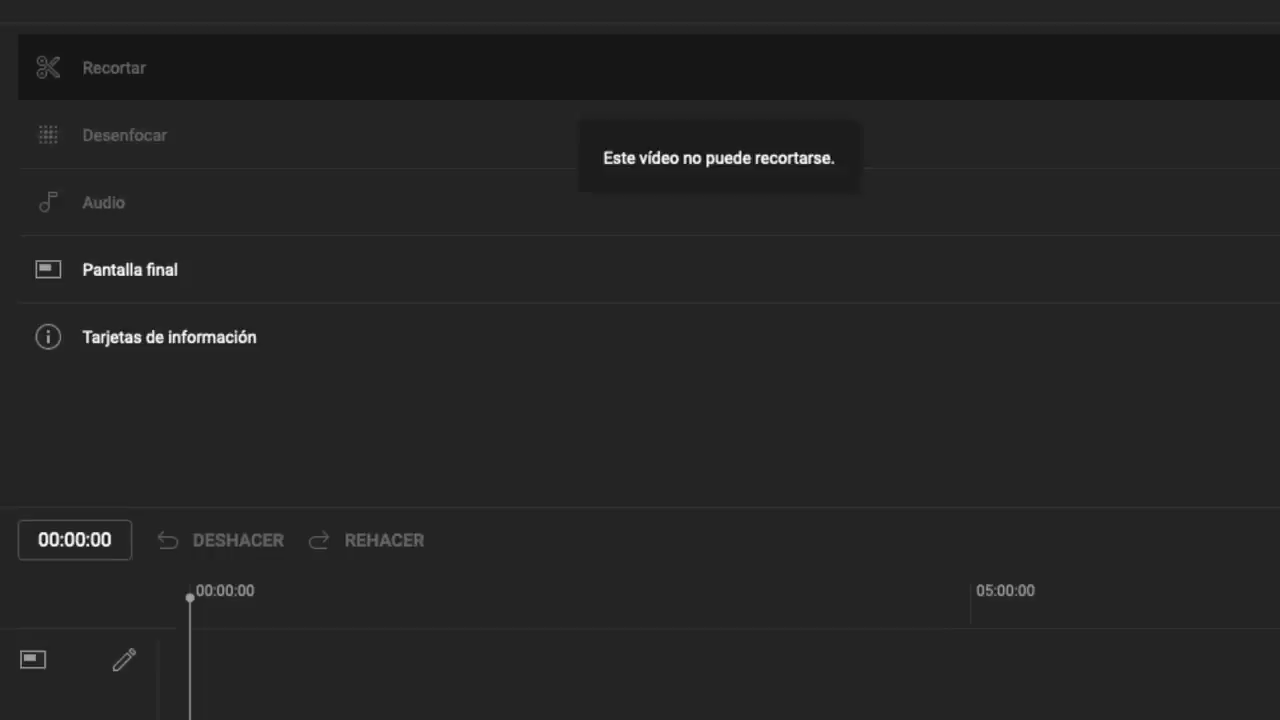 Recortar
Desenfocar
Este vídeo no puede recortarse.
Audio
Pantalla final
Tarjetas de información
00:00:00 DESHACER REHACER
00:00:00 05:00:00